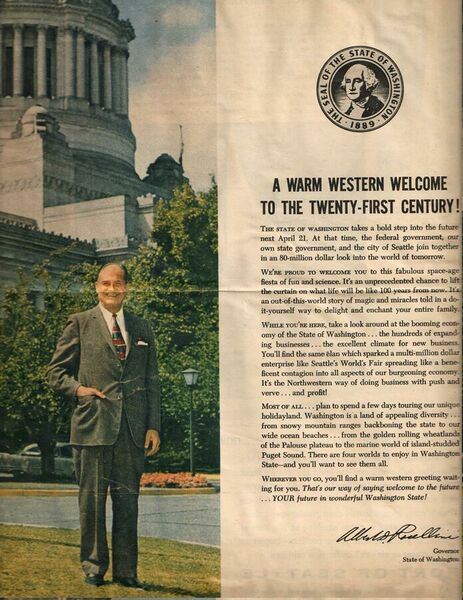 THE SEAL OF THE STATE OF WASHINGTON
1889
A WARM WESTERN WELCOME
TO THE TWENTY-FIRST CENTURY!
THE STATE OF WASHINGTON takes a bold step into the future
next April 21. At that time, the federal government, our
own state government, and the city of Seattle join together
in an 80-million dollar look into the world of tomorrow.
WE'RE PROUD TO WELCOME YOU to this fabulous space-age
fiesta of fun and science. It's an unprecedented chance to lift
the curtain on what life will be like 100 years from now. It's
an out-of-this-world story of magic and miracles told in a do-
it-yourself way to delight and enchant your entire family.
WHILE YOU'RE HERE, take a look around at the booming econ-
omy of the State of Washington . . . the hundreds of expand-
ing businesses . . . the excellent climate for new business.
You'll find the same élan which sparked a multi-million dollar
enterprise like Seattle's World's Fair spreading like a bene-
ficent contagion into all aspects of our burgeoning economy.
It's the Northwestern way of doing business with push and
verve . . . and profit!
MOST OF ALL . . . plan to spend a few days touring our unique
holidayland. Washington is a land of appealing diversity . . .
from snowy mountain ranges backboning the state to our
wide ocean beaches . . . from the golden rolling wheatlands
of the Palouse plateau to the marine world of island-studded
Puget Sound. There are four worlds to enjoy in Washington
State—and you'll want to see them all.
WHEREVER YOU GO, you'll find a warm western greeting wait-
ing for you. That's our way of saying welcome to the future
. . . YOUR future in wonderful Washington State!
Albert D. Rosellini
Governor
State of Washington